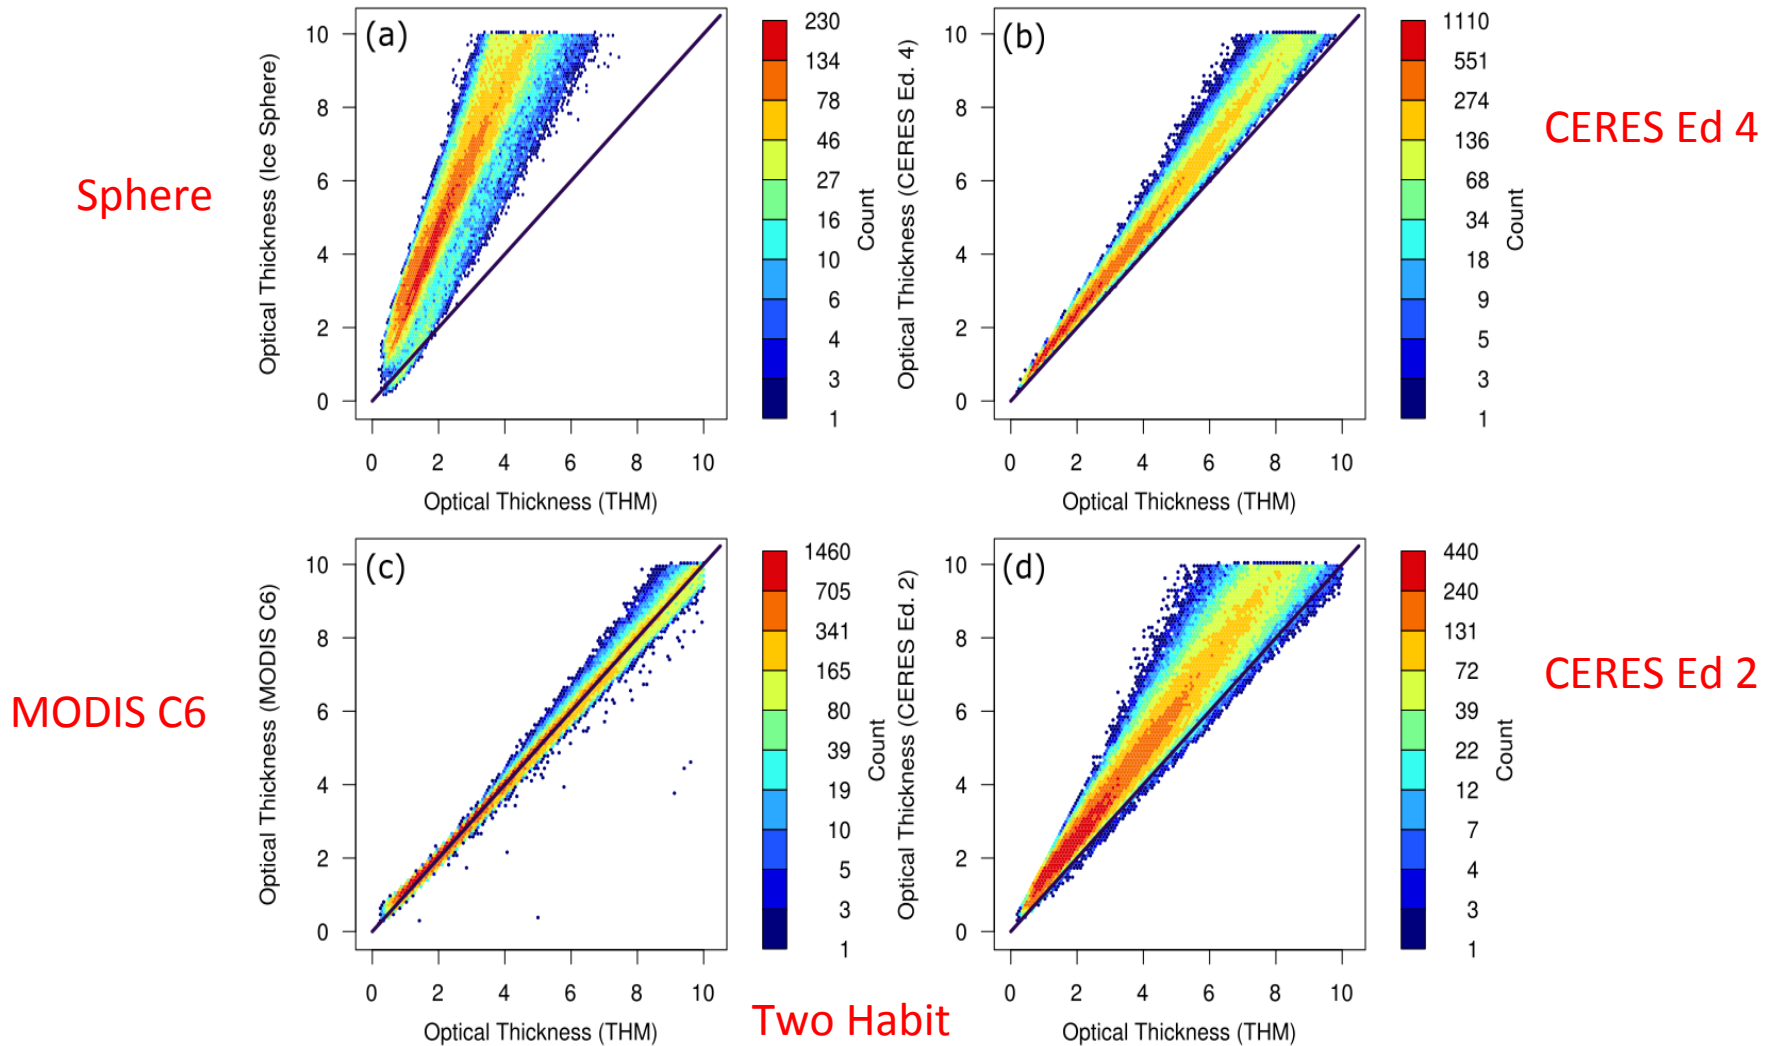 (a)
Sphere
Optical Thickness (Ice Sphere)
10
8
6
4
2
0
0 2 4 6 8 10
Optical Thickness (THM)
230
134
78
46
27
16
10
6
4
3
1
Count
(b)
CERES Ed 4
Optical Thickness (CERES Ed. 4)
10
8
6
4
2
0
0 2 4 6 8 10
Optical Thickness (THM)
1110
551
274
136
68
34
18
9
5
3
1
Count
(c)
MODIS C6
Optical Thickness (MODIS C6)
10
8
6
4
2
0
0 2 4 6 8 10
Optical Thickness (THM)
1460
705
341
165
80
39
19
10
5
3
1
Count
(d)
CERES Ed 2
Optical Thickness (CERES Ed. 2)
10
8
6
4
2
0
0 2 4 6 8 10
Optical Thickness (THM)
440
240
131
72
39
22
12
7
4
3
1
Count
Two Habit